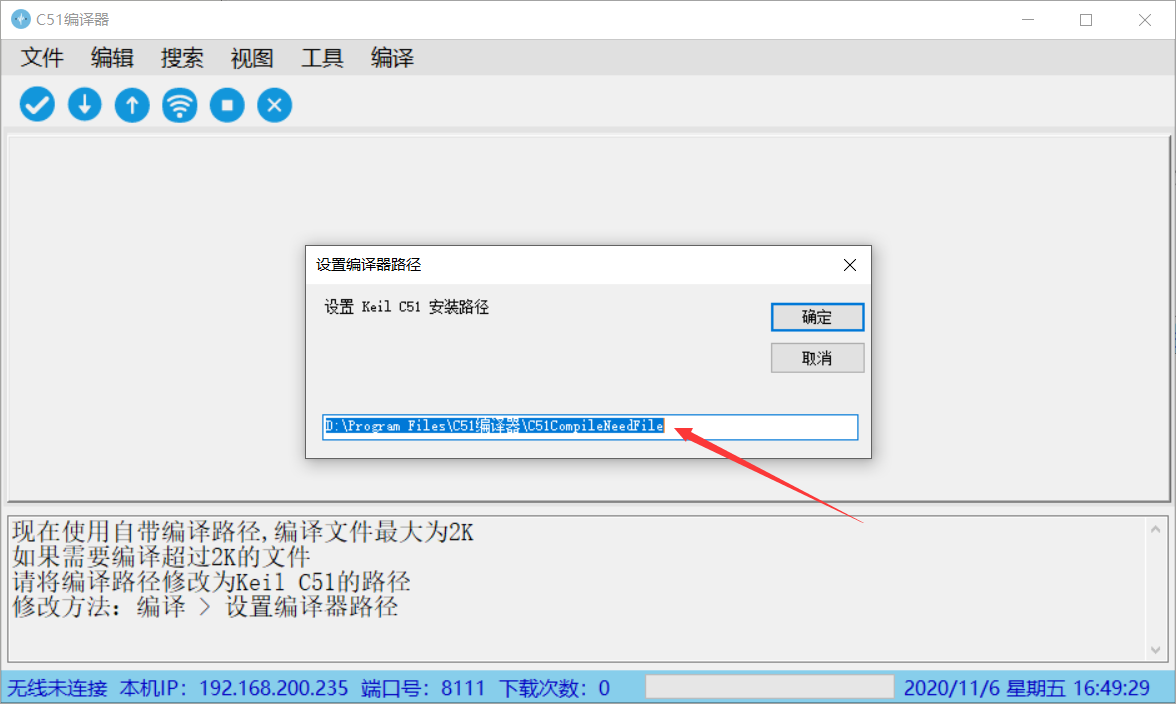 C51编译器
文件 编辑 搜索 视图 工具 编译
设置编译器路径
设置 Keil C51 安装路径
确定
取消
D:\Program Files\C51编译器\C51CompileNeedFile
现在使用自带编译路径,编译文件最大为2K
如果需要编译超过2K的文件
请将编译路径修改为Keil C51的路径
修改方法: 编译 > 设置编译器路径
无线未连接 本机IP: 192.168.200.235 端口号: 8111 下载次数: 0 2020/11/6 星期五 16:49:29